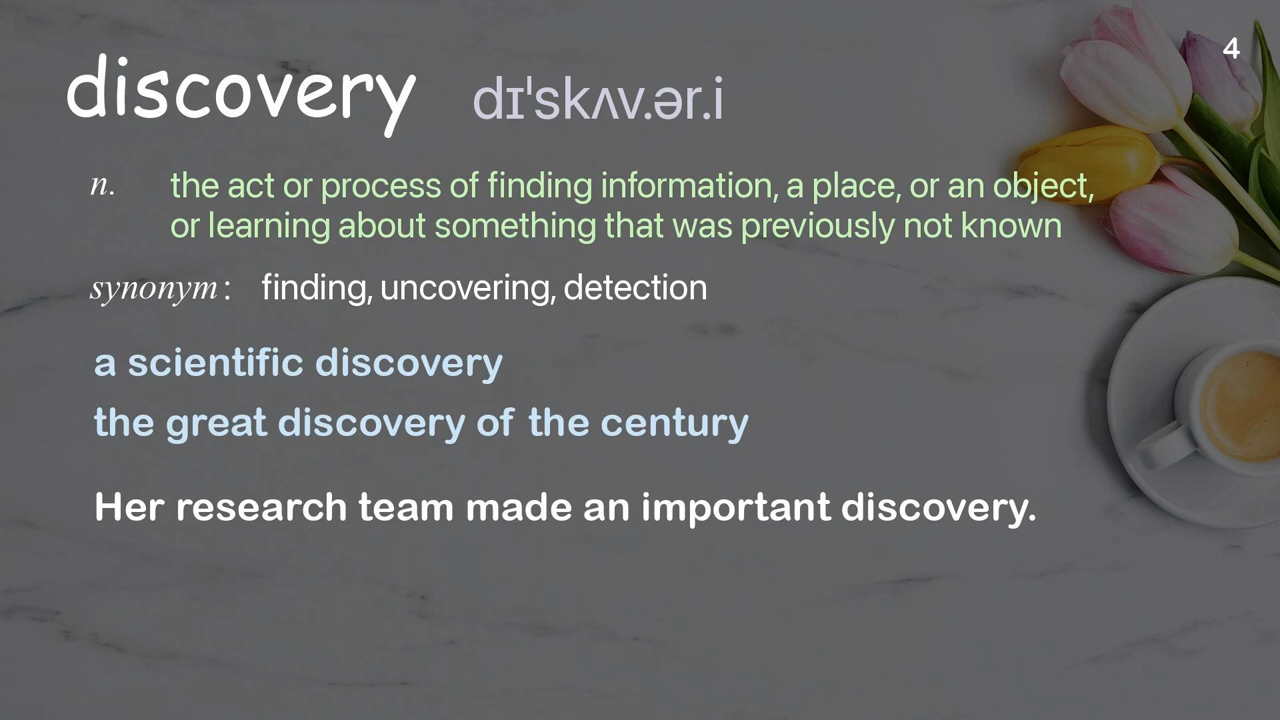 4
discovery dɪˈskʌv.ər.i
n. the act or process of finding information, a place, or an object,
or learning about something that was previously not known
synonym: finding, uncovering, detection
a scientific discovery
the great discovery of the century
Her research team made an important discovery.